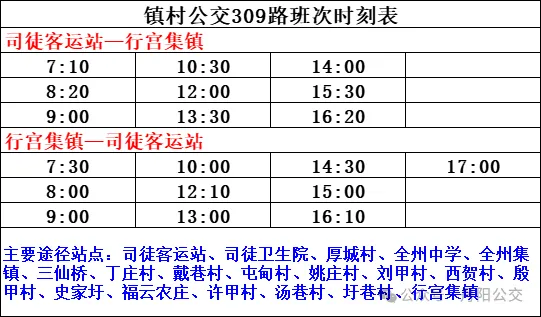 镇村公交309路班次时刻表
司徒客运站—行宫集镇
7:10 10:30 14:00
8:20 12:00 15:30
9:00 13:30 16:20
行宫集镇—司徒客运站
7:30 10:00 14:30 17:00
8:00 12:10 15:00
9:00 13:00 16:10
主要途径站点：司徒客运站、司徒卫生院、厚城村、全州中学、全州集
镇、三仙桥、丁庄村、戴巷村、屯甸村、姚庄村、刘甲村、西贺村、殷
甲村、史家圩、福云农庄、许甲村、汤巷村、圩巷村、行宫集镇